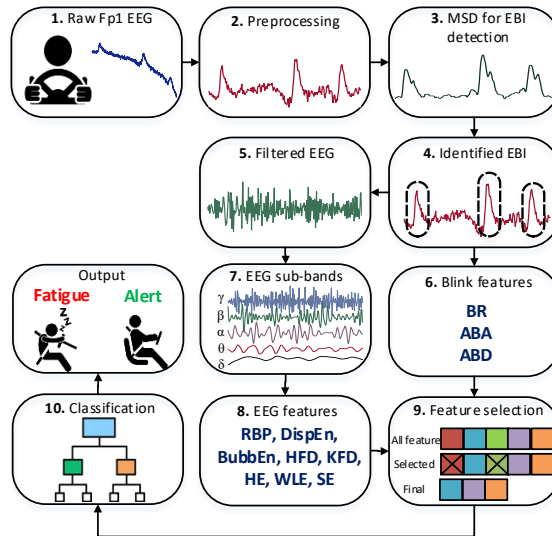 1. Raw Fp1 EEG
2. Preprocessing
3. MSD for EBI
detection
5. Filtered EEG
4. Identified EBI
Output
Fatigue
Alert
z
z
z
7. EEG sub-bands
γ
β
α
θ
δ
6. Blink features
BR
ABA
ABD
10. Classification
8. EEG features
RBP, DispEn,
BubbEn, HFD, KFD,
HE, WLE, SE
9. Feature selection
All feature
Selected
Final